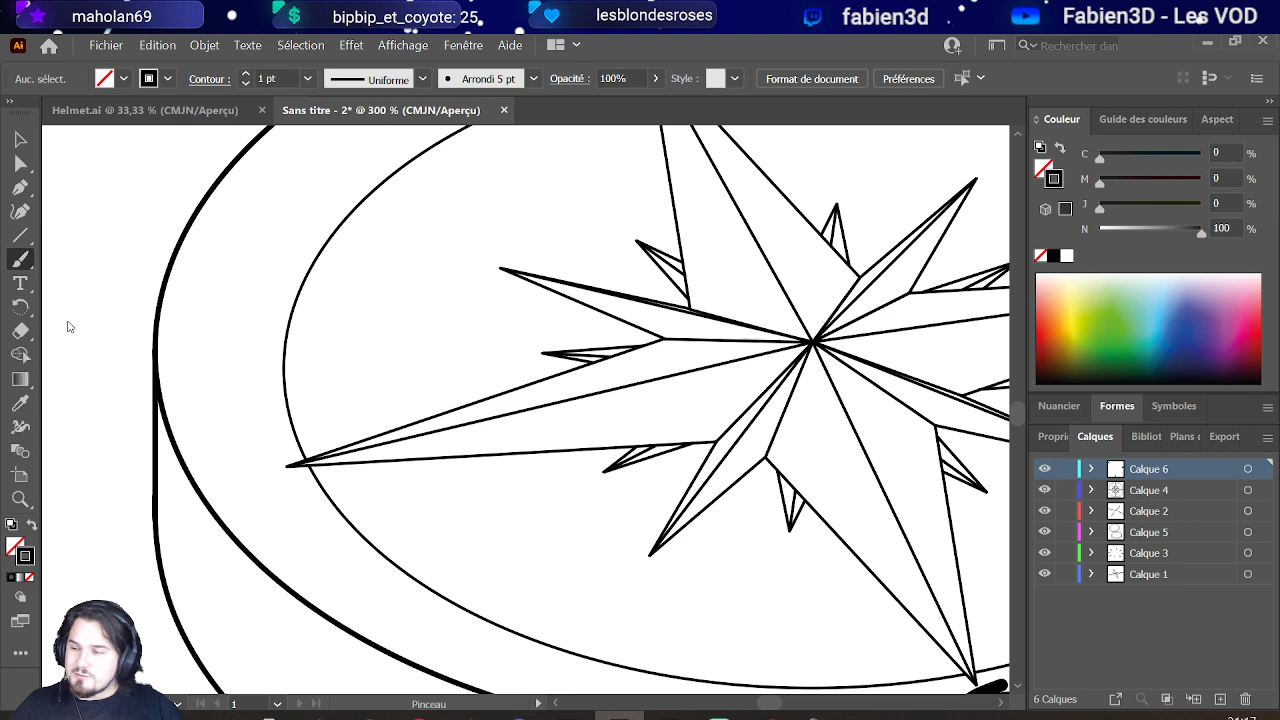 maholan69
bipbip_et_coyote: 25
lesblondesroses
fabien3d
Fabien3D - Les VOD
Ai
Fichier
Edition
Objet
Texte
Sélection
Effet
Affichage
Fenêtre
Aide
Rechercher dan
Auc. sélect.
Contour :
1 pt
Uniforme
Arrondi 5 pt
Opacité :
100%
Style :
Format de document
Préférences
Helmet.ai @ 33,33 % (CMJN/Aperçu)
Sans titre - 2* @ 300 % (CMJN/Aperçu)
Couleur
Guide des couleurs
Aspect
C 0 %
M 0 %
J 0 %
N 100 %
Nuancier
Formes
Symboles
Propri
Calques
Bibliot
Plans
Export
Calque 6
Calque 4
Calque 2
Calque 5
Calque 3
Calque 1
6 Calques
1
Pinceau